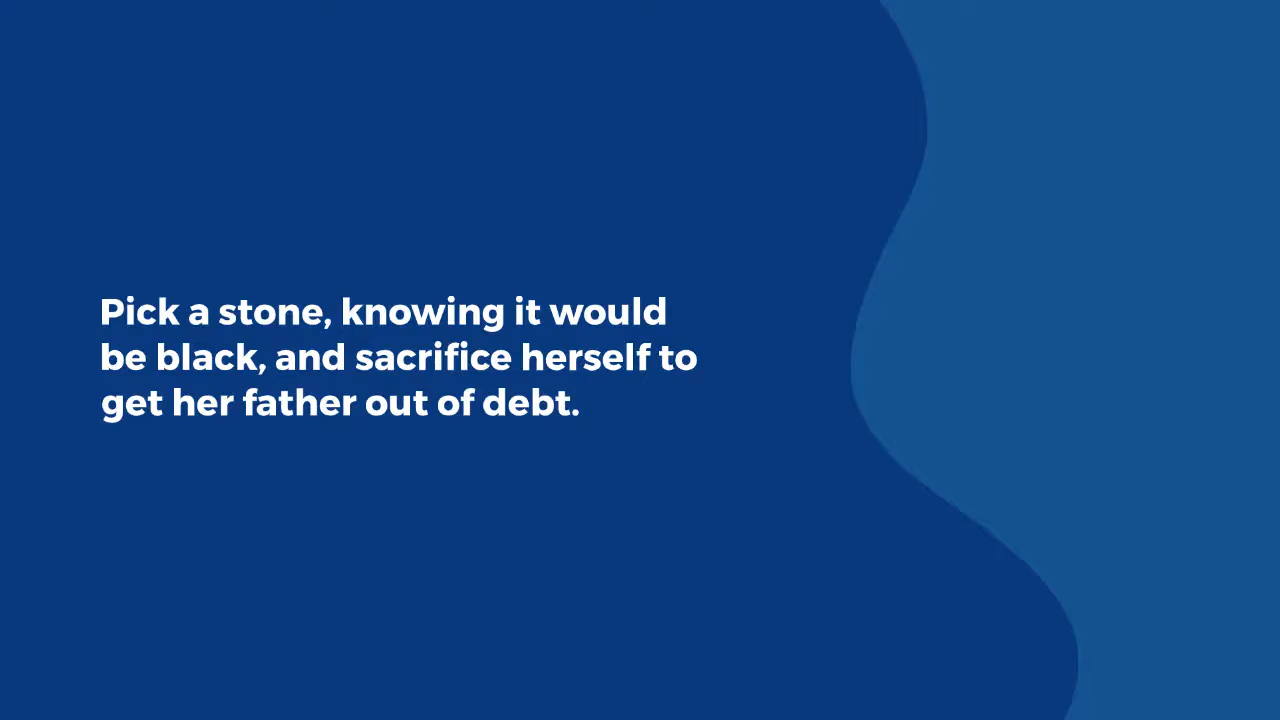 Pick a stone, knowing it would
be black, and sacrifice herself to
get her father out of debt.